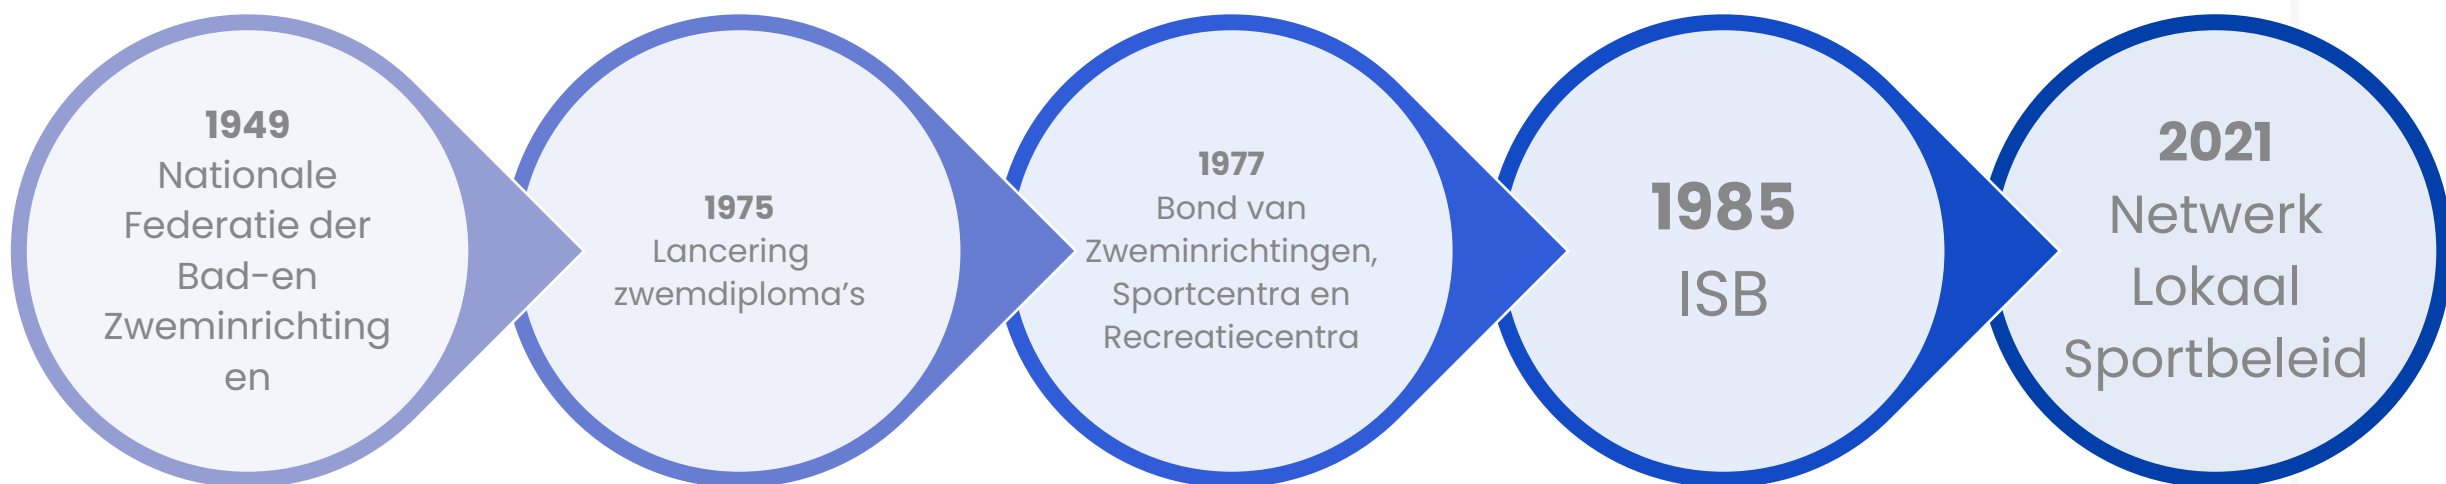 1949
Nationale
Federatie der
Bad-en
Zweminrichting
en
1975
Lancering
zwemdiploma’s
1977
Bond van
Zweminrichtingen,
Sportcentra en
Recreatiecentra
1985
ISB
2021
Netwerk
Lokaal
Sportbeleid